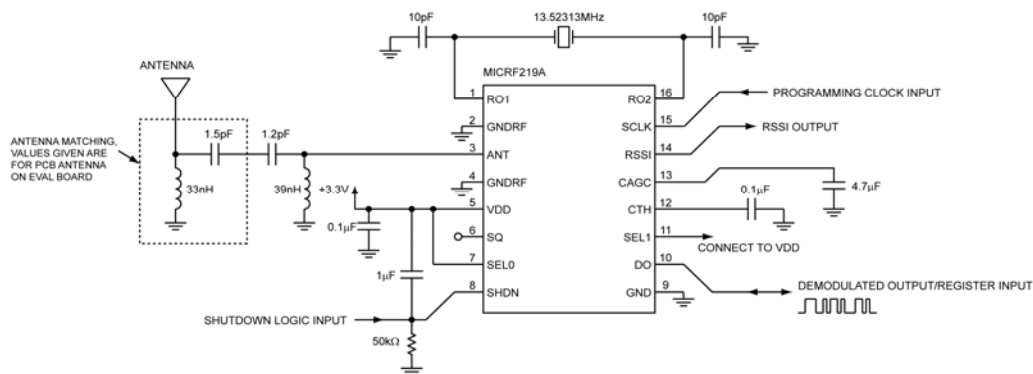 10pF
13.52313MHz
10pF
ANTENNA
MICRF219A
1 RO1
RO2 16
PROGRAMMING CLOCK INPUT
2 GNDRF
SCLK 15
RSSI OUTPUT
ANTENNA MATCHING,
VALUES GIVEN ARE
FOR PCB ANTENNA
ON EVAL BOARD
1.5pF
1.2pF
3 ANT
RSSI 14
33nH
39nH
+3.3V
4 GNDRF
CAGC 13
4.7µF
0.1µF
5 VDD
CTH 12
0.1µF
6 SQ
SEL1 11
CONNECT TO VDD
1µF
7 SEL0
DO 10
8 SHDN
GND 9
DEMODULATED OUTPUT/REGISTER INPUT
SHUTDOWN LOGIC INPUT
50kΩ